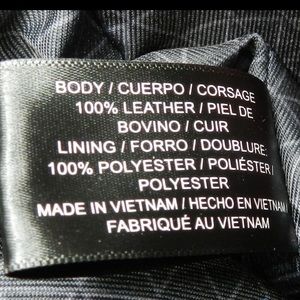 BODY / CUERPO / CORSAGE
100% LEATHER / PIEL DE
BOVINO / CUIR
LINING / FORRO / DOUBLURE:
100% POLYESTER / POLIÉSTER /
POLYESTER
MADE IN VIETNAM / HECHO EN VIETNAM
FABRIQUÉ AU VIETNAM